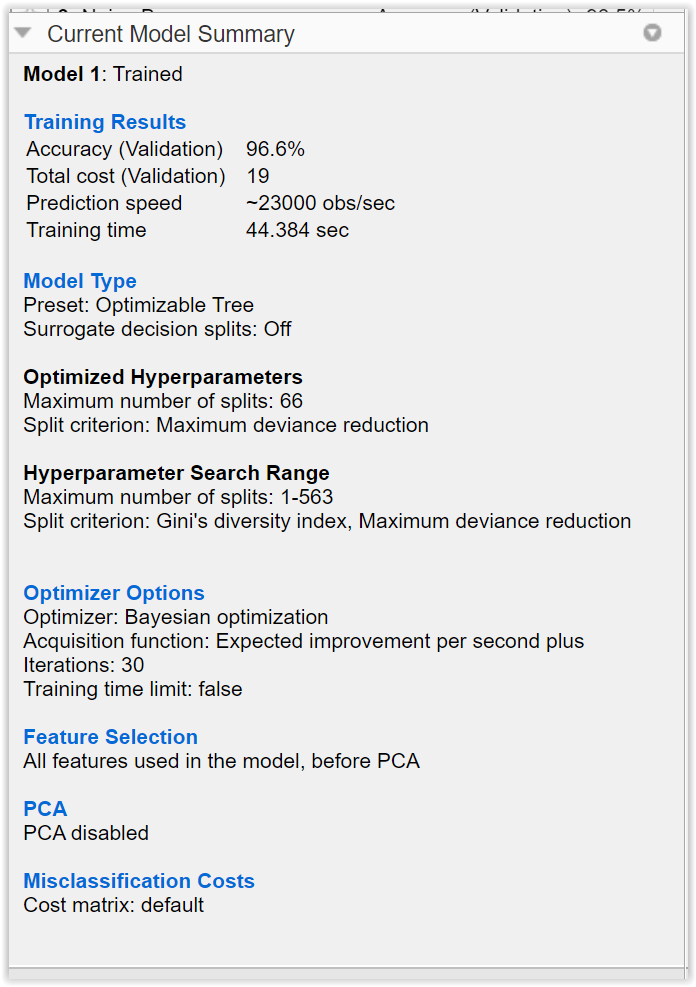 Current Model Summary
Model 1: Trained
Training Results
Accuracy (Validation) 96.6%
Total cost (Validation) 19
Prediction speed ~23000 obs/sec
Training time 44.384 sec
Model Type
Preset: Optimizable Tree
Surrogate decision splits: Off
Optimized Hyperparameters
Maximum number of splits: 66
Split criterion: Maximum deviance reduction
Hyperparameter Search Range
Maximum number of splits: 1-563
Split criterion: Gini's diversity index, Maximum deviance reduction
Optimizer Options
Optimizer: Bayesian optimization
Acquisition function: Expected improvement per second plus
Iterations: 30
Training time limit: false
Feature Selection
All features used in the model, before PCA
PCA
PCA disabled
Misclassification Costs
Cost matrix: default